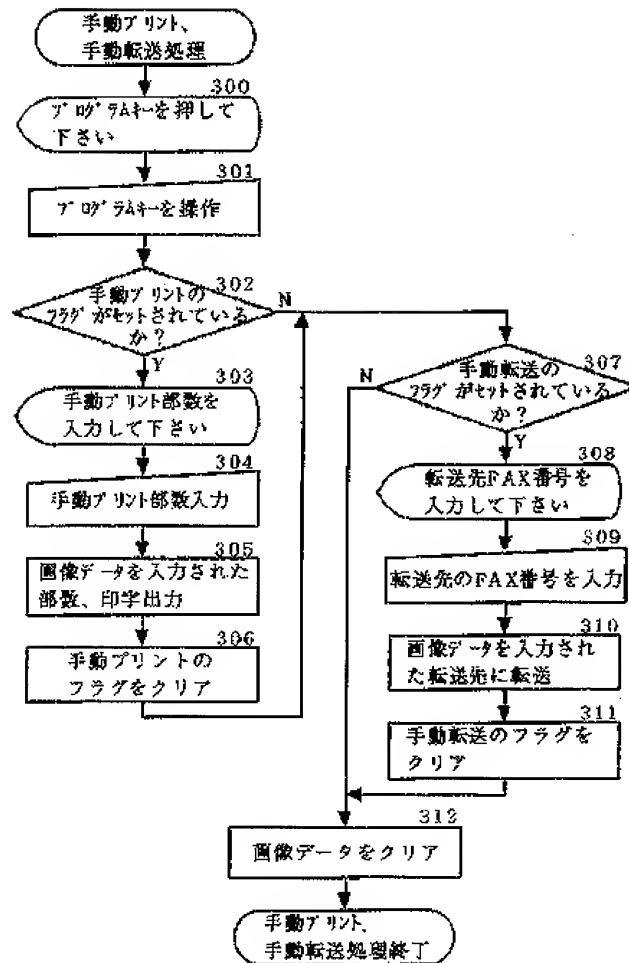 手動プリント、
手動転送処理
300
プログラムキーを押して
下さい
301
プログラムキーを操作
302
手動プリントの
フラグがセットされている
か?
N
Y
303
手動プリント部数を
入力して下さい
304
手動プリント部数入力
305
画像データを入力された
部数、印字出力
306
手動プリントの
フラグをクリア
307
手動転送の
フラグがセットされている
か?
N
Y
308
転送先FAX番号を
入力して下さい
309
転送先のFAX番号を入力
310
画像データを入力され
た転送先に転送
311
手動転送のフラグを
クリア
312
画像データをクリア
手動プリント、
手動転送処理終了